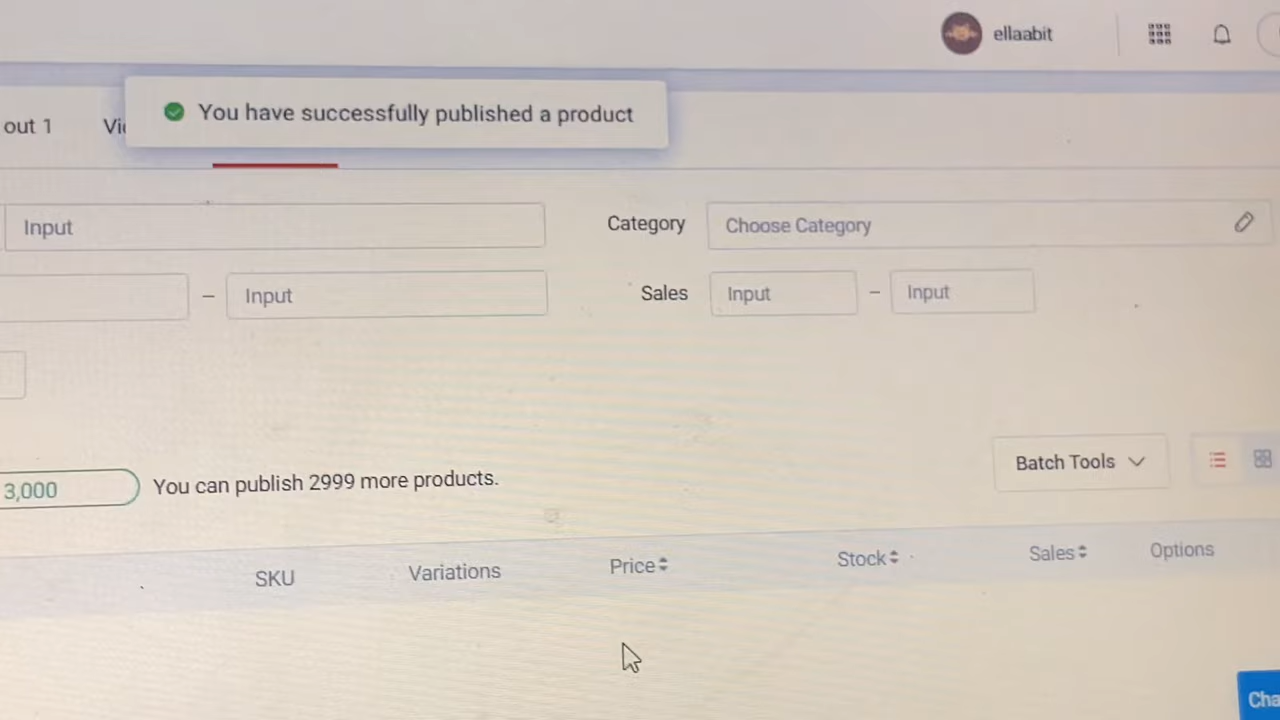 ellaabit
You have successfully published a product
out 1
Input
Category
Choose Category
– Input
Sales
Input – Input
3,000
You can publish 2999 more products.
Batch Tools
SKU
Variations
Price
Stock
Sales
Options